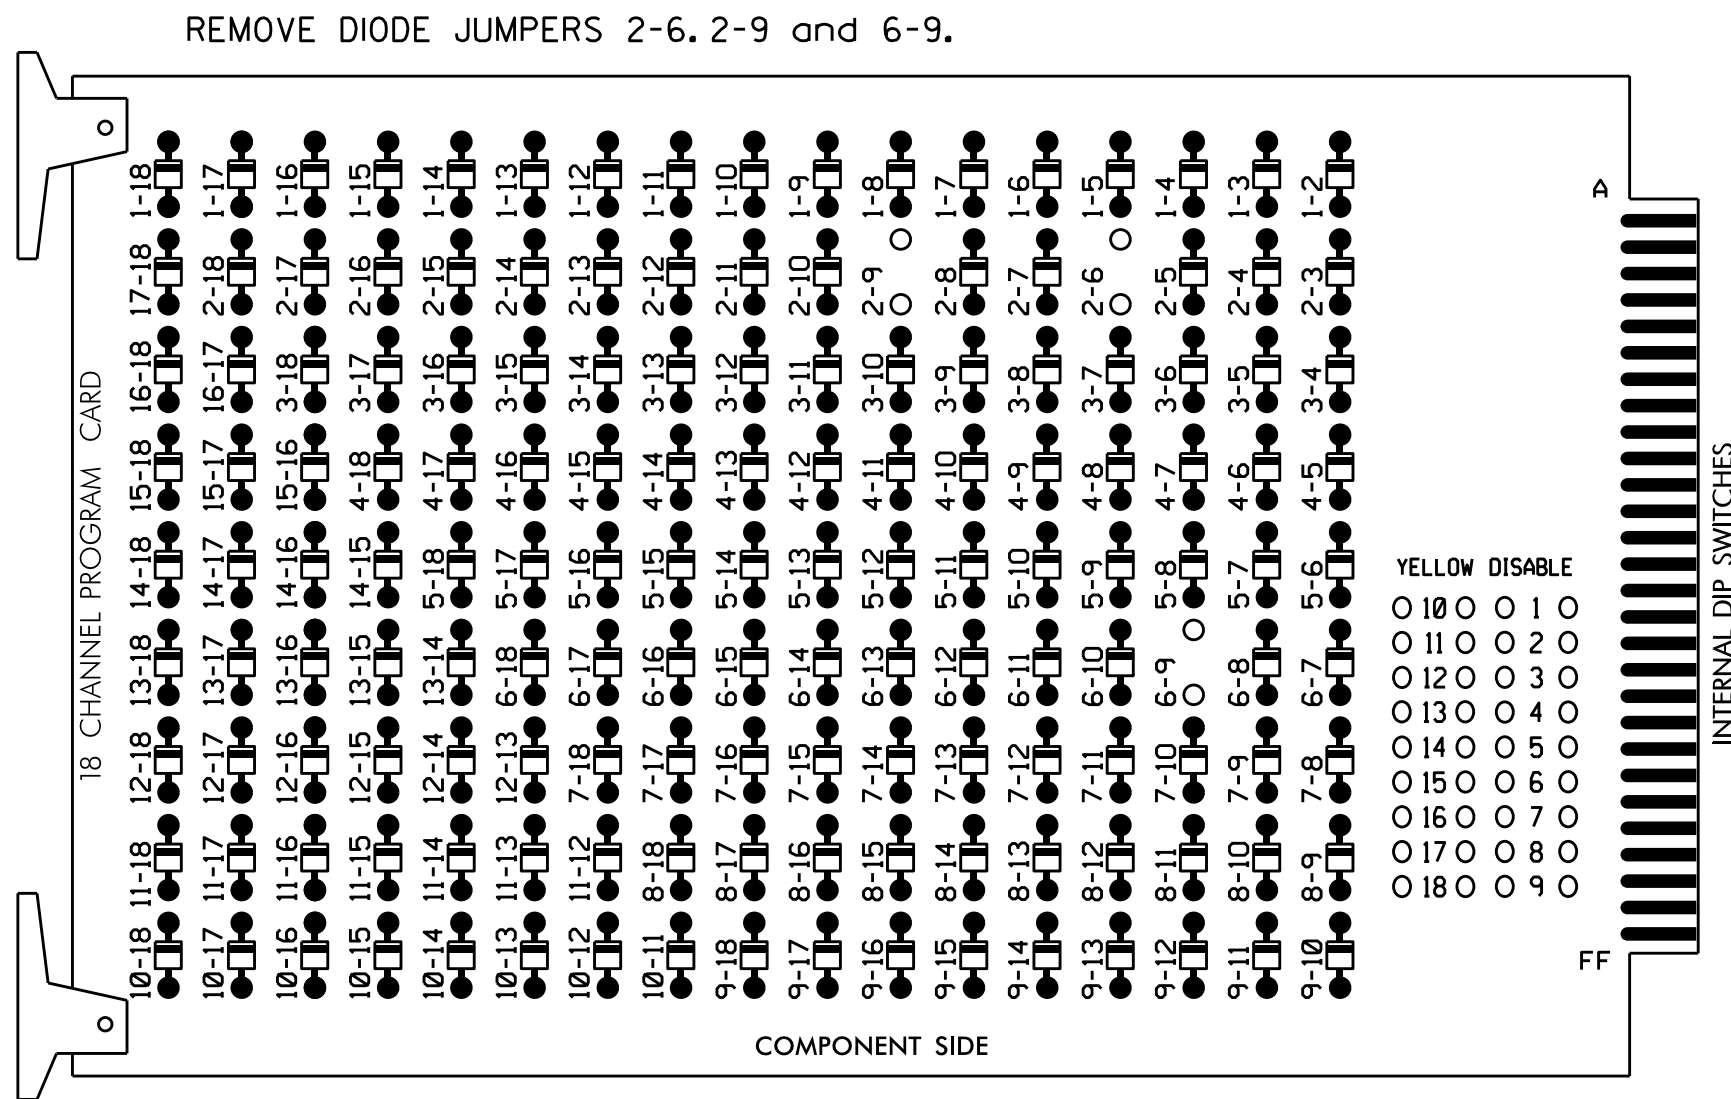 REMOVE DIODE JUMPERS 2-6. 2-9 and 6-9.
1-18 1-17 1-16 1-15 1-14 1-13 1-12 1-11 1-10 1-9 1-8 1-7 1-6 1-5 1-4 1-3 1-2
A
17-18 2-18 2-17 2-16 2-15 2-14 2-13 2-12 2-11 2-10 2-9 2-8 2-7 2-6 2-5 2-4 2-3
16-18 16-17 3-18 3-17 3-16 3-15 3-14 3-13 3-12 3-11 3-10 3-9 3-8 3-7 3-6 3-5 3-4
15-18 15-17 15-16 4-18 4-17 4-16 4-15 4-14 4-13 4-12 4-11 4-10 4-9 4-8 4-7 4-6 4-5
14-18 14-17 14-16 14-15 5-18 5-17 5-16 5-15 5-14 5-13 5-12 5-11 5-10 5-9 5-8 5-7 5-6
13-18 13-17 13-16 13-15 13-14 6-18 6-17 6-16 6-15 6-14 6-13 6-12 6-11 6-10 6-9 6-8 6-7
12-18 12-17 12-16 12-15 12-14 12-13 7-18 7-17 7-16 7-15 7-14 7-13 7-12 7-11 7-10 7-9 7-8
11-18 11-17 11-16 11-15 11-14 11-13 11-12 8-18 8-17 8-16 8-15 8-14 8-13 8-12 8-11 8-10 8-9
10-18 10-17 10-16 10-15 10-14 10-13 10-12 10-11 9-18 9-17 9-16 9-15 9-14 9-13 9-12 9-11 9-10
18 CHANNEL PROGRAM CARD
YELLOW DISABLE
10 1
11 2
12 3
13 4
14 5
15 6
16 7
17 8
18 9
FF
COMPONENT SIDE
INTERNAL DIP SWITCHES